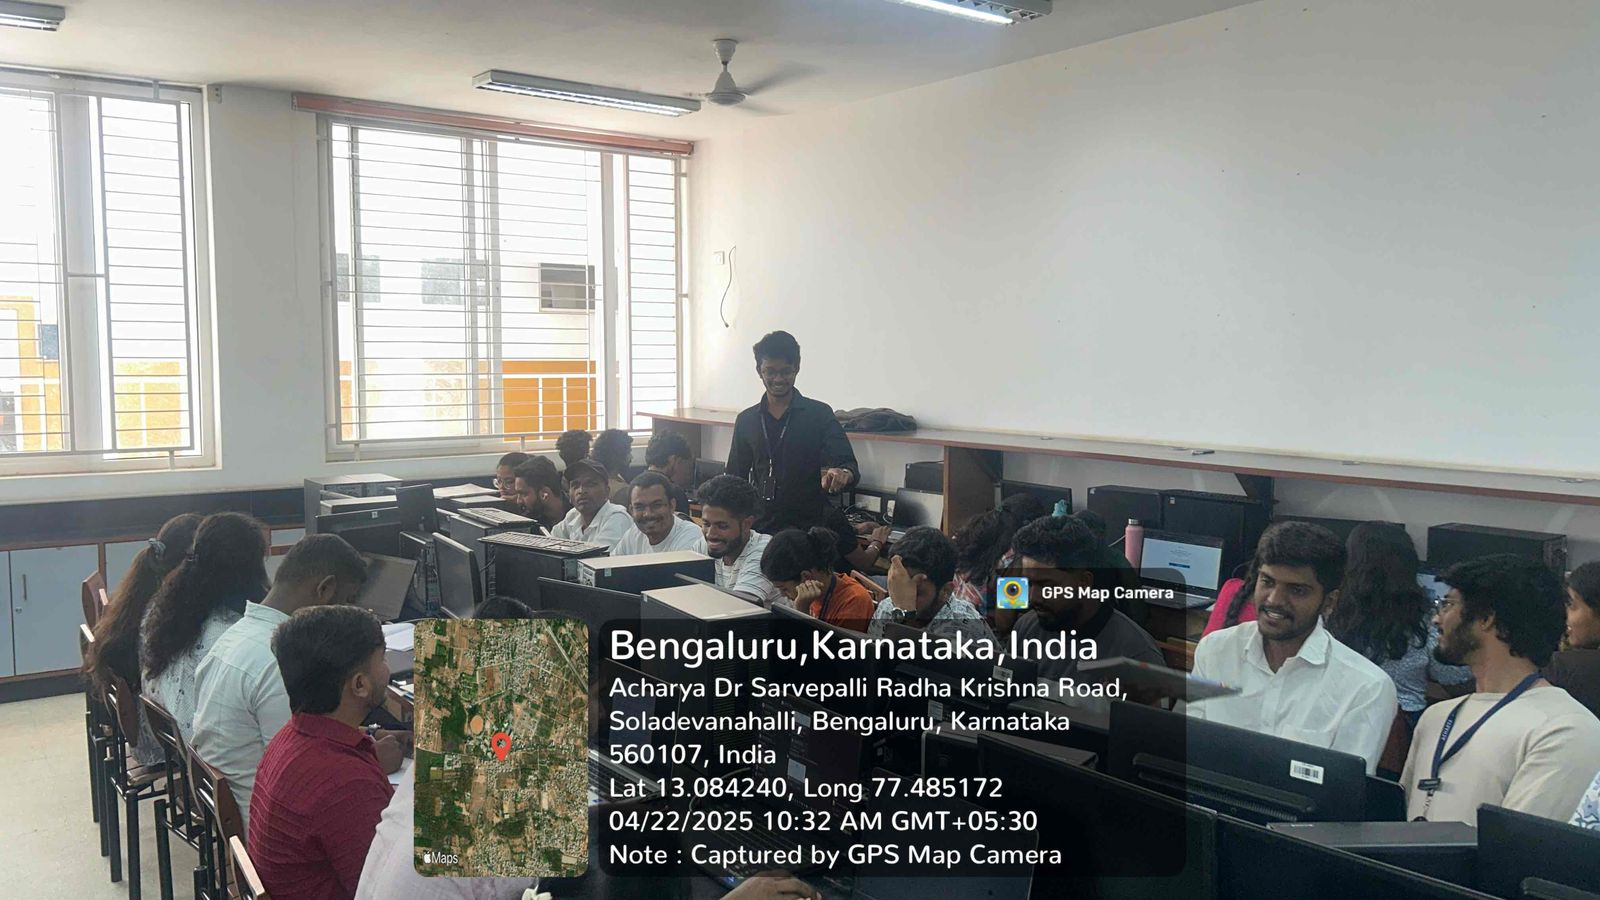 GPS Map Camera
Bengaluru,Karnataka,India
Acharya Dr Sarvepalli Radha Krishna Road,
Soladevanahalli, Bengaluru, Karnataka
560107, India
Lat 13.084240, Long 77.485172
04/22/2025 10:32 AM GMT+05:30
Note : Captured by GPS Map Camera
Maps